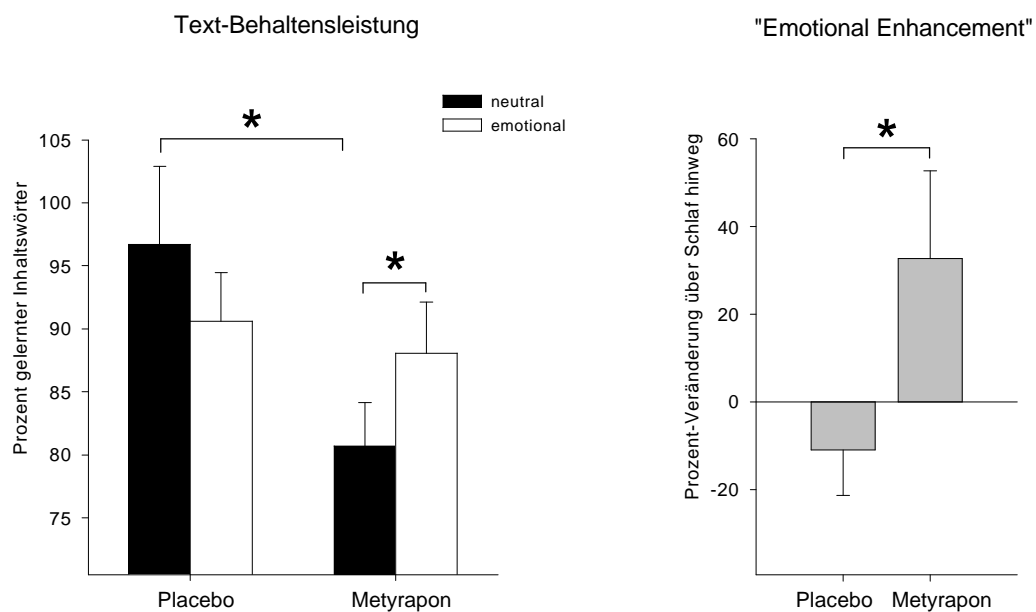 Text-Behaltensleistung
"Emotional Enhancement"
neutral
emotional
*
*
*
Prozent gelernter Inhaltswörter
105
100
95
90
85
80
75
Placebo
Metyrapon
Prozent-Veränderung über Schlaf hinweg
60
40
20
0
-20
Placebo
Metyrapon